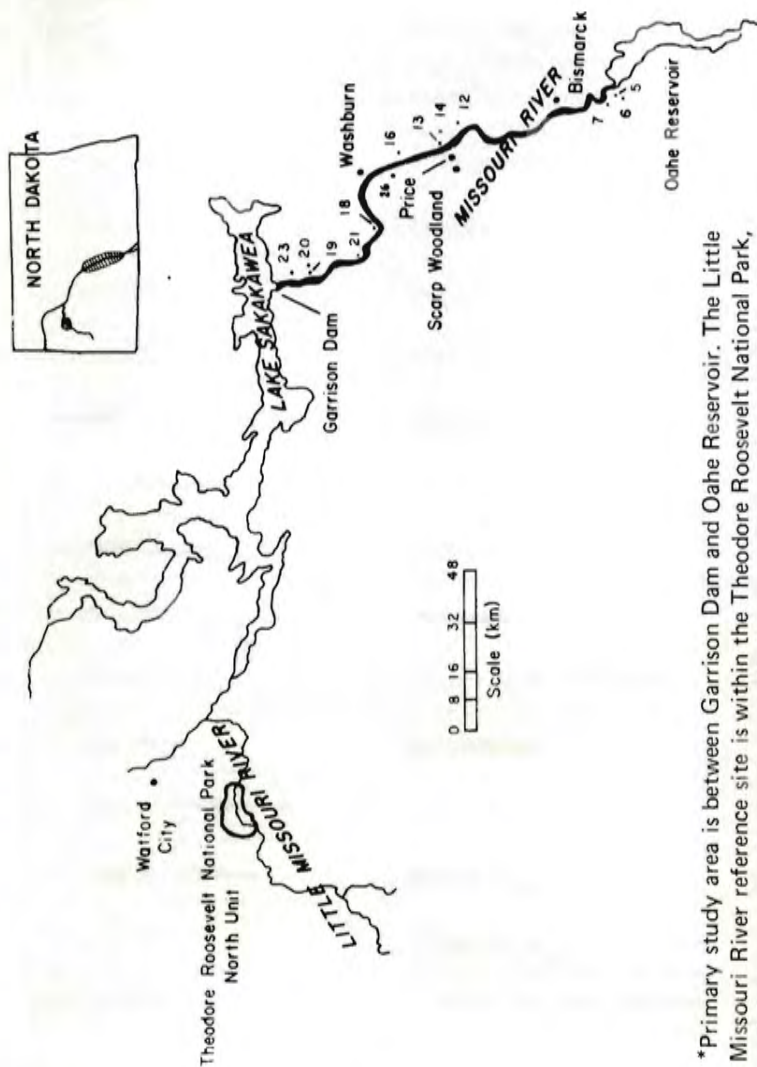 NORTH DAKOTA
Watford
City
Theodore Roosevelt National Park
North Unit
LITTLE MISSOURI RIVER
LAKE SAKAKAWEA
Garrison Dam
23
20
19
21
18
Washburn
26
16
13
14
12
Price
Scarp Woodland
MISSOURI RIVER
Bismarck
7
6
5
Oahe Reservoir
0 8 16 32 48
Scale (km)
*Primary study area is between Garrison Dam and Oahe Reservoir. The Little
Missouri River reference site is within the Theodore Roosevelt National Park,